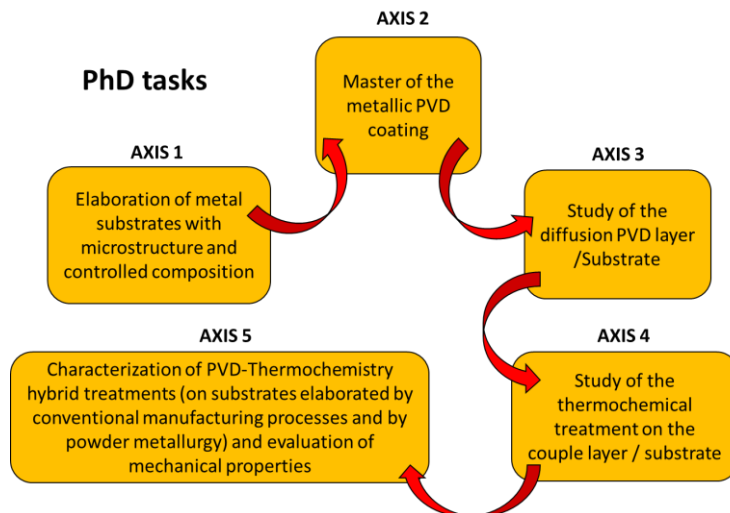 PhD tasks
AXIS 1
Elaboration of metal
substrates with
microstructure and
controlled composition
AXIS 2
Master of the
metallic PVD
coating
AXIS 3
Study of the
diffusion PVD layer
/Substrate
AXIS 4
Study of the
thermochemical
treatment on the
couple layer / substrate
AXIS 5
Characterization of PVD-Thermochemistry
hybrid treatments (on substrates elaborated by
conventional manufacturing processes and by
powder metallurgy) and evaluation of
mechanical properties